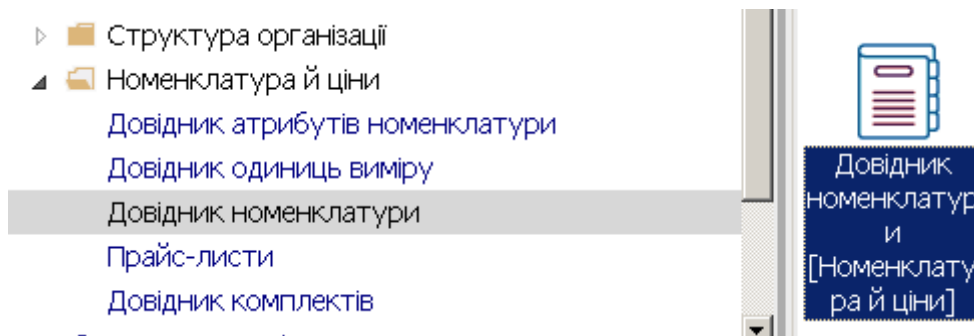 Структура організації
Номенклатура й ціни
Довідник атрибутів номенклатури
Довідник одиниць виміру
Довідник номенклатури
Прайс-листи
Довідник комплектів
Довідник
номенклатур
и
[Номенклату
ра й ціни]